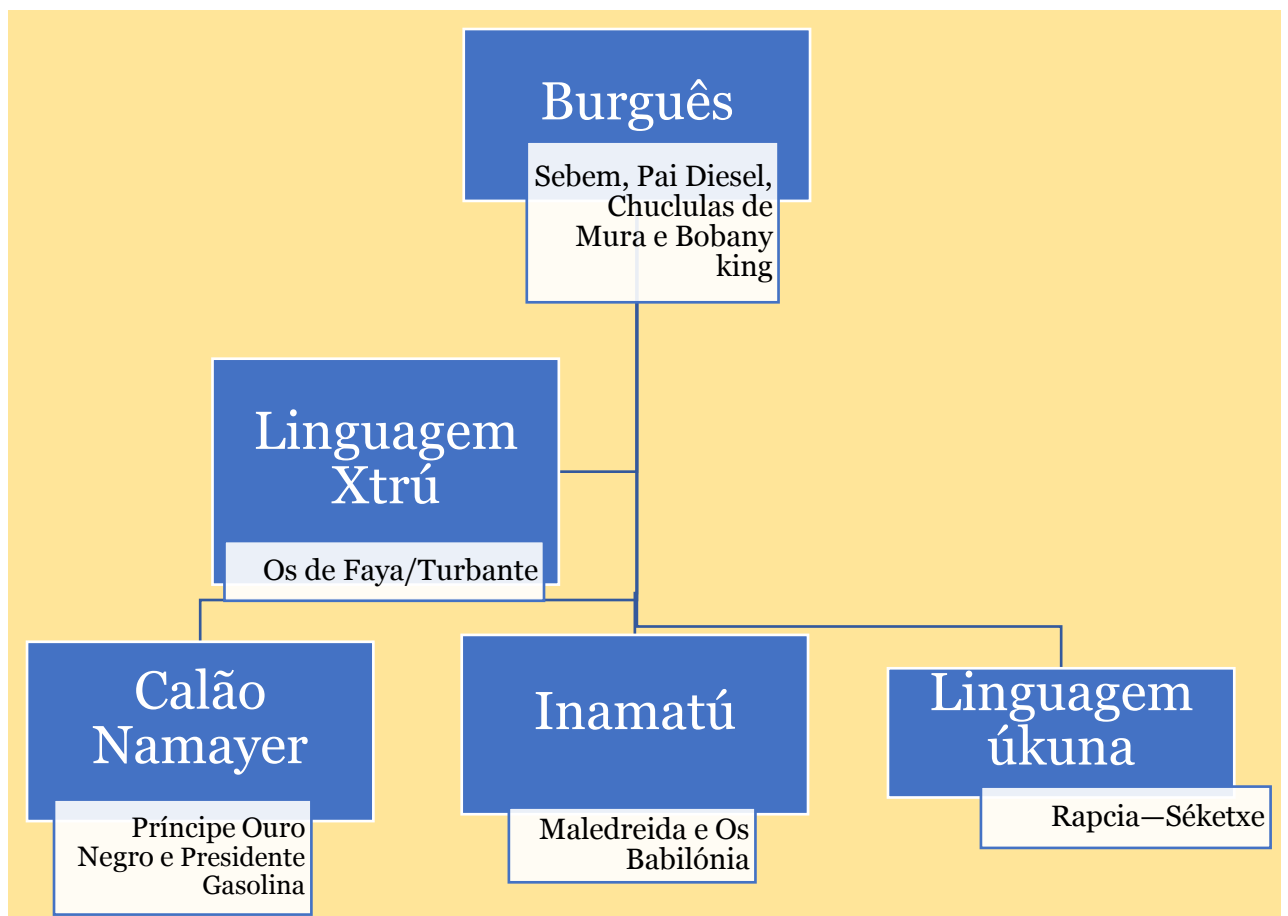 Burguês
Sebem, Pai Diesel,
Chuclulas de
Mura e Bobany
king
Linguagem
Xtrú
Os de Faya/Turbante
Calão
Namayer
Príncipe Ouro
Negro e Presidente
Gasolina
Inamatú
Maledreida e Os
Babilónia
Linguagem
úkuna
Rapcia—Séketxe